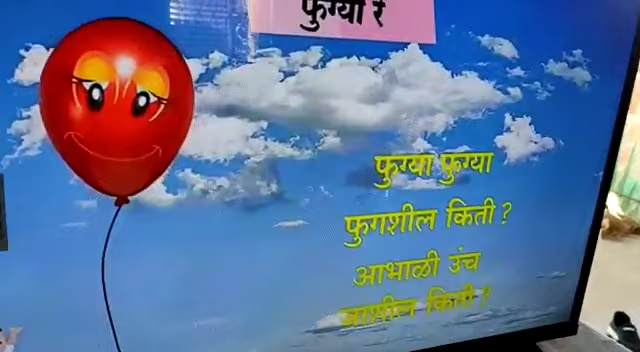 फुग्या रे
फुग्या फुग्या
फुगशील किती ?
आभाळी उंच
जाशील किती !